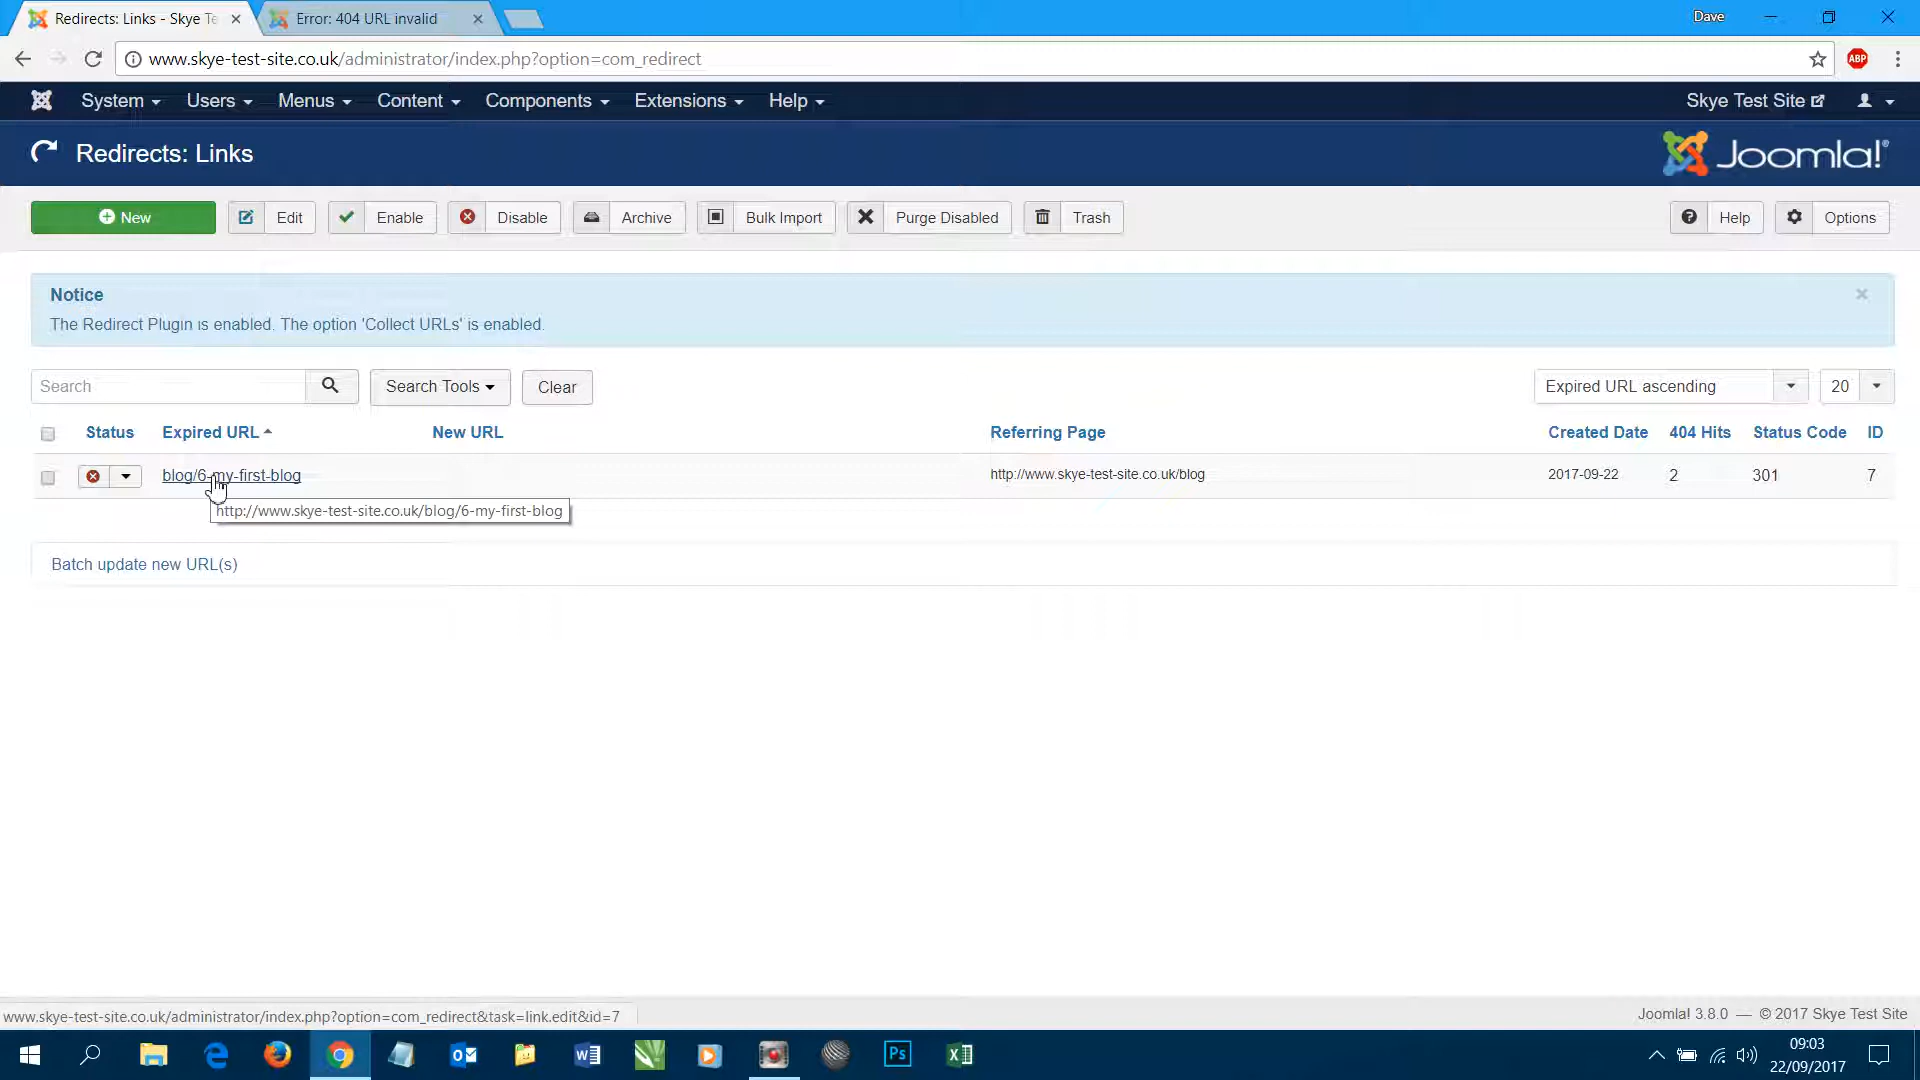 Redirects: Links - Skye Te
Error: 404 URL invalid
Dave
www.skye-test-site.co.uk/administrator/index.php?option=com_redirect
ABP
System Users Menus Content Components Extensions Help
Skye Test Site
Redirects: Links
Joomla!®
New Edit Enable Disable Archive Bulk Import Purge Disabled Trash Help Options
Notice
The Redirect Plugin is enabled. The option 'Collect URLs' is enabled.
Search Search Tools Clear Expired URL ascending 20
Status Expired URL New URL Referring Page Created Date 404 Hits Status Code ID
blog/6-my-first-blog http://www.skye-test-site.co.uk/blog 2017-09-22 2 301 7
http://www.skye-test-site.co.uk/blog/6-my-first-blog
Batch update new URL(s)
www.skye-test-site.co.uk/administrator/index.php?option=com_redirect&task=link.edit&id=7
Joomla! 3.8.0 — © 2017 Skye Test Site
Ps
09:03
22/09/2017